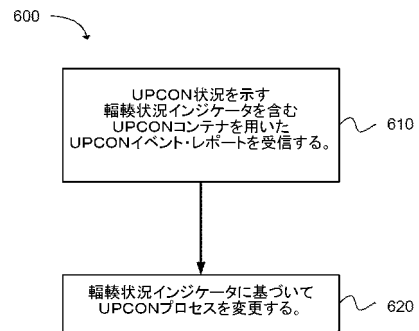 600
UPCON状況を示す
輻輳状況インジケータを含む
UPCONコンテナを用いた
UPCONイベント・レポートを受信する。
610
輻輳状況インジケータに基づいて
UPCONプロセスを変更する。
620